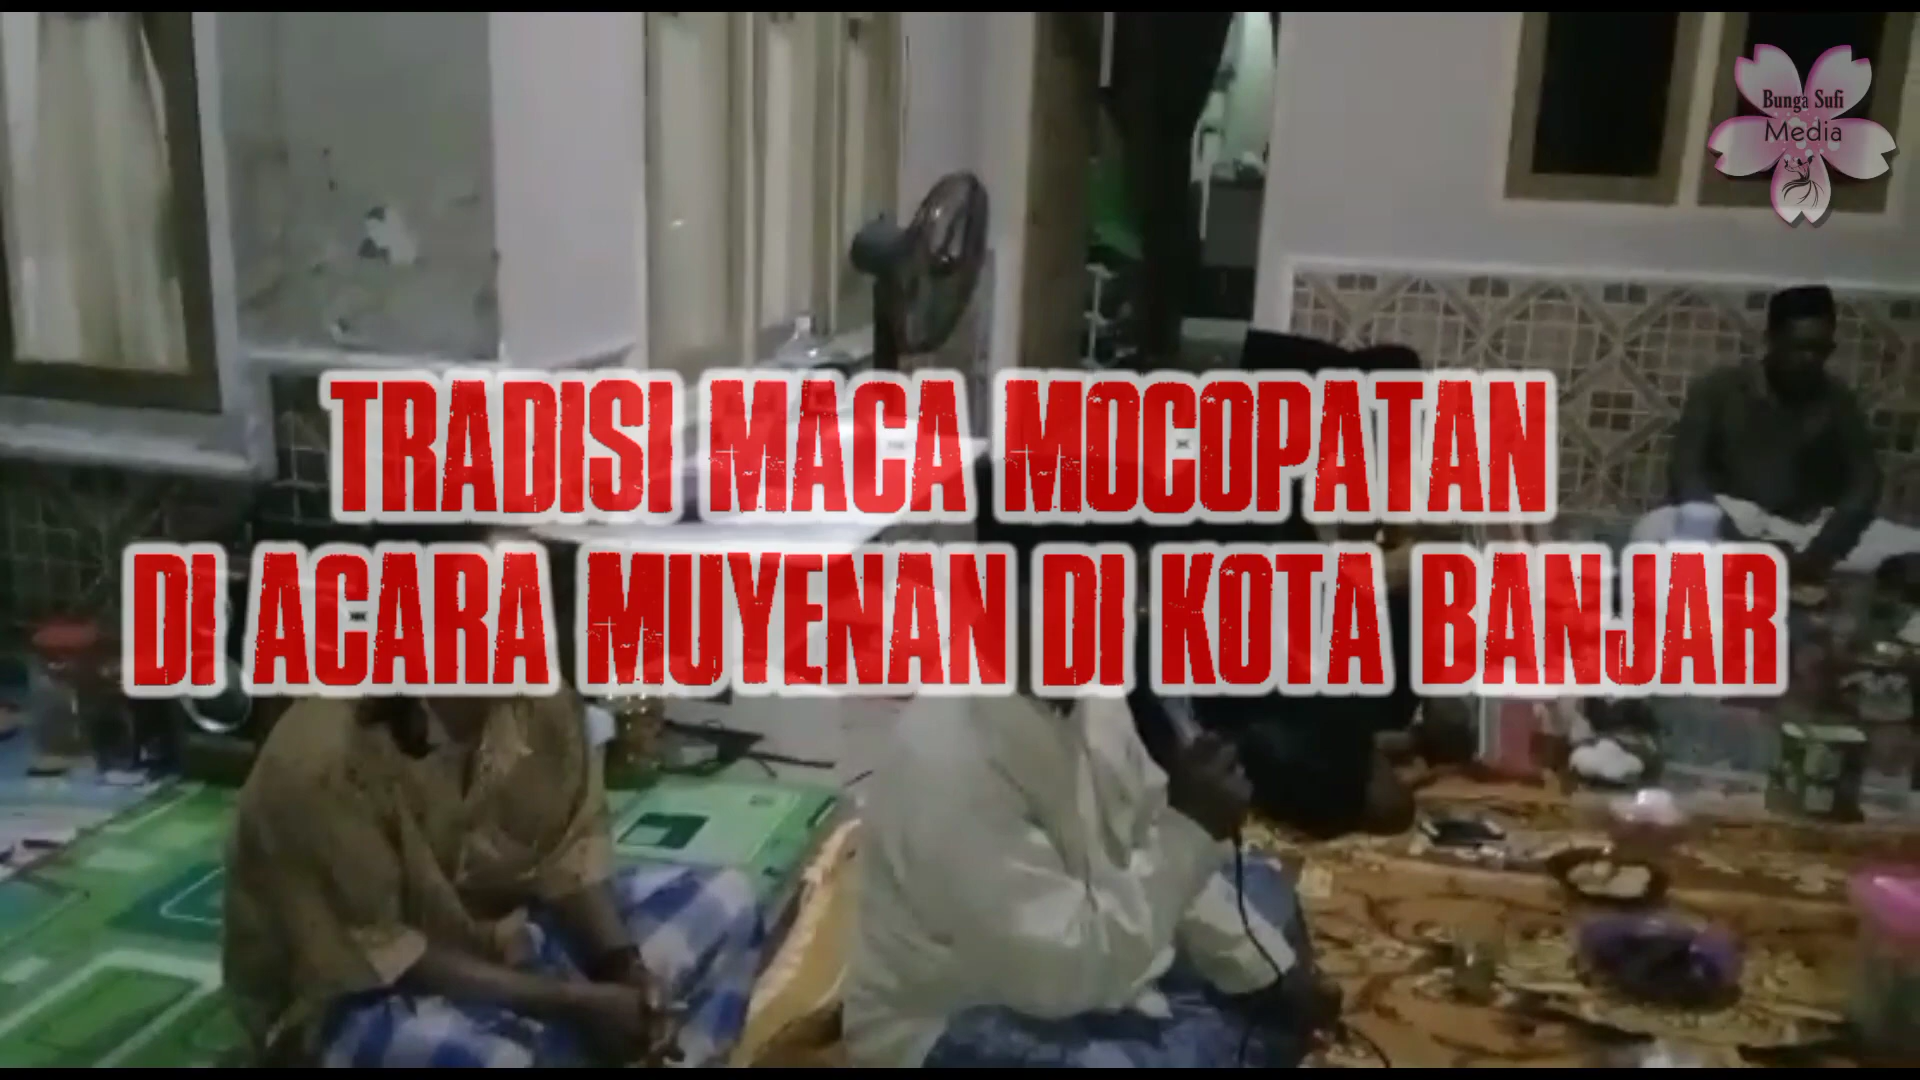 Bunga Sufi
Media
TRADISI MACA MOCOPATAN
DI ACARA MUYENAN DI KOTA BANJAR